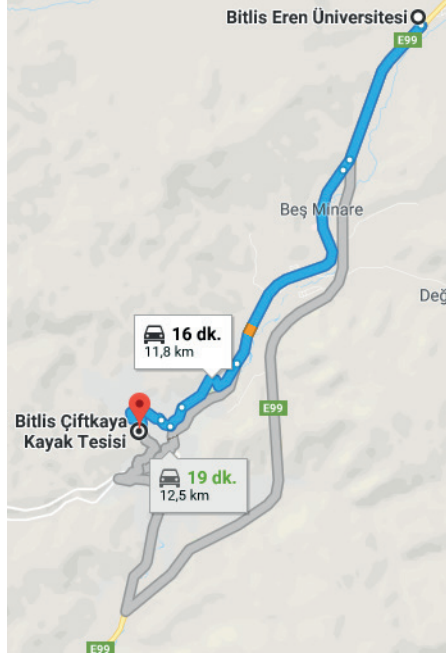 Bitlis Eren Üniversitesi
E99
Beş Minare
Değ
16 dk.
11,8 km
E99
Bitlis Çiftkaya
Kayak Tesisi
19 dk.
12,5 km
E99